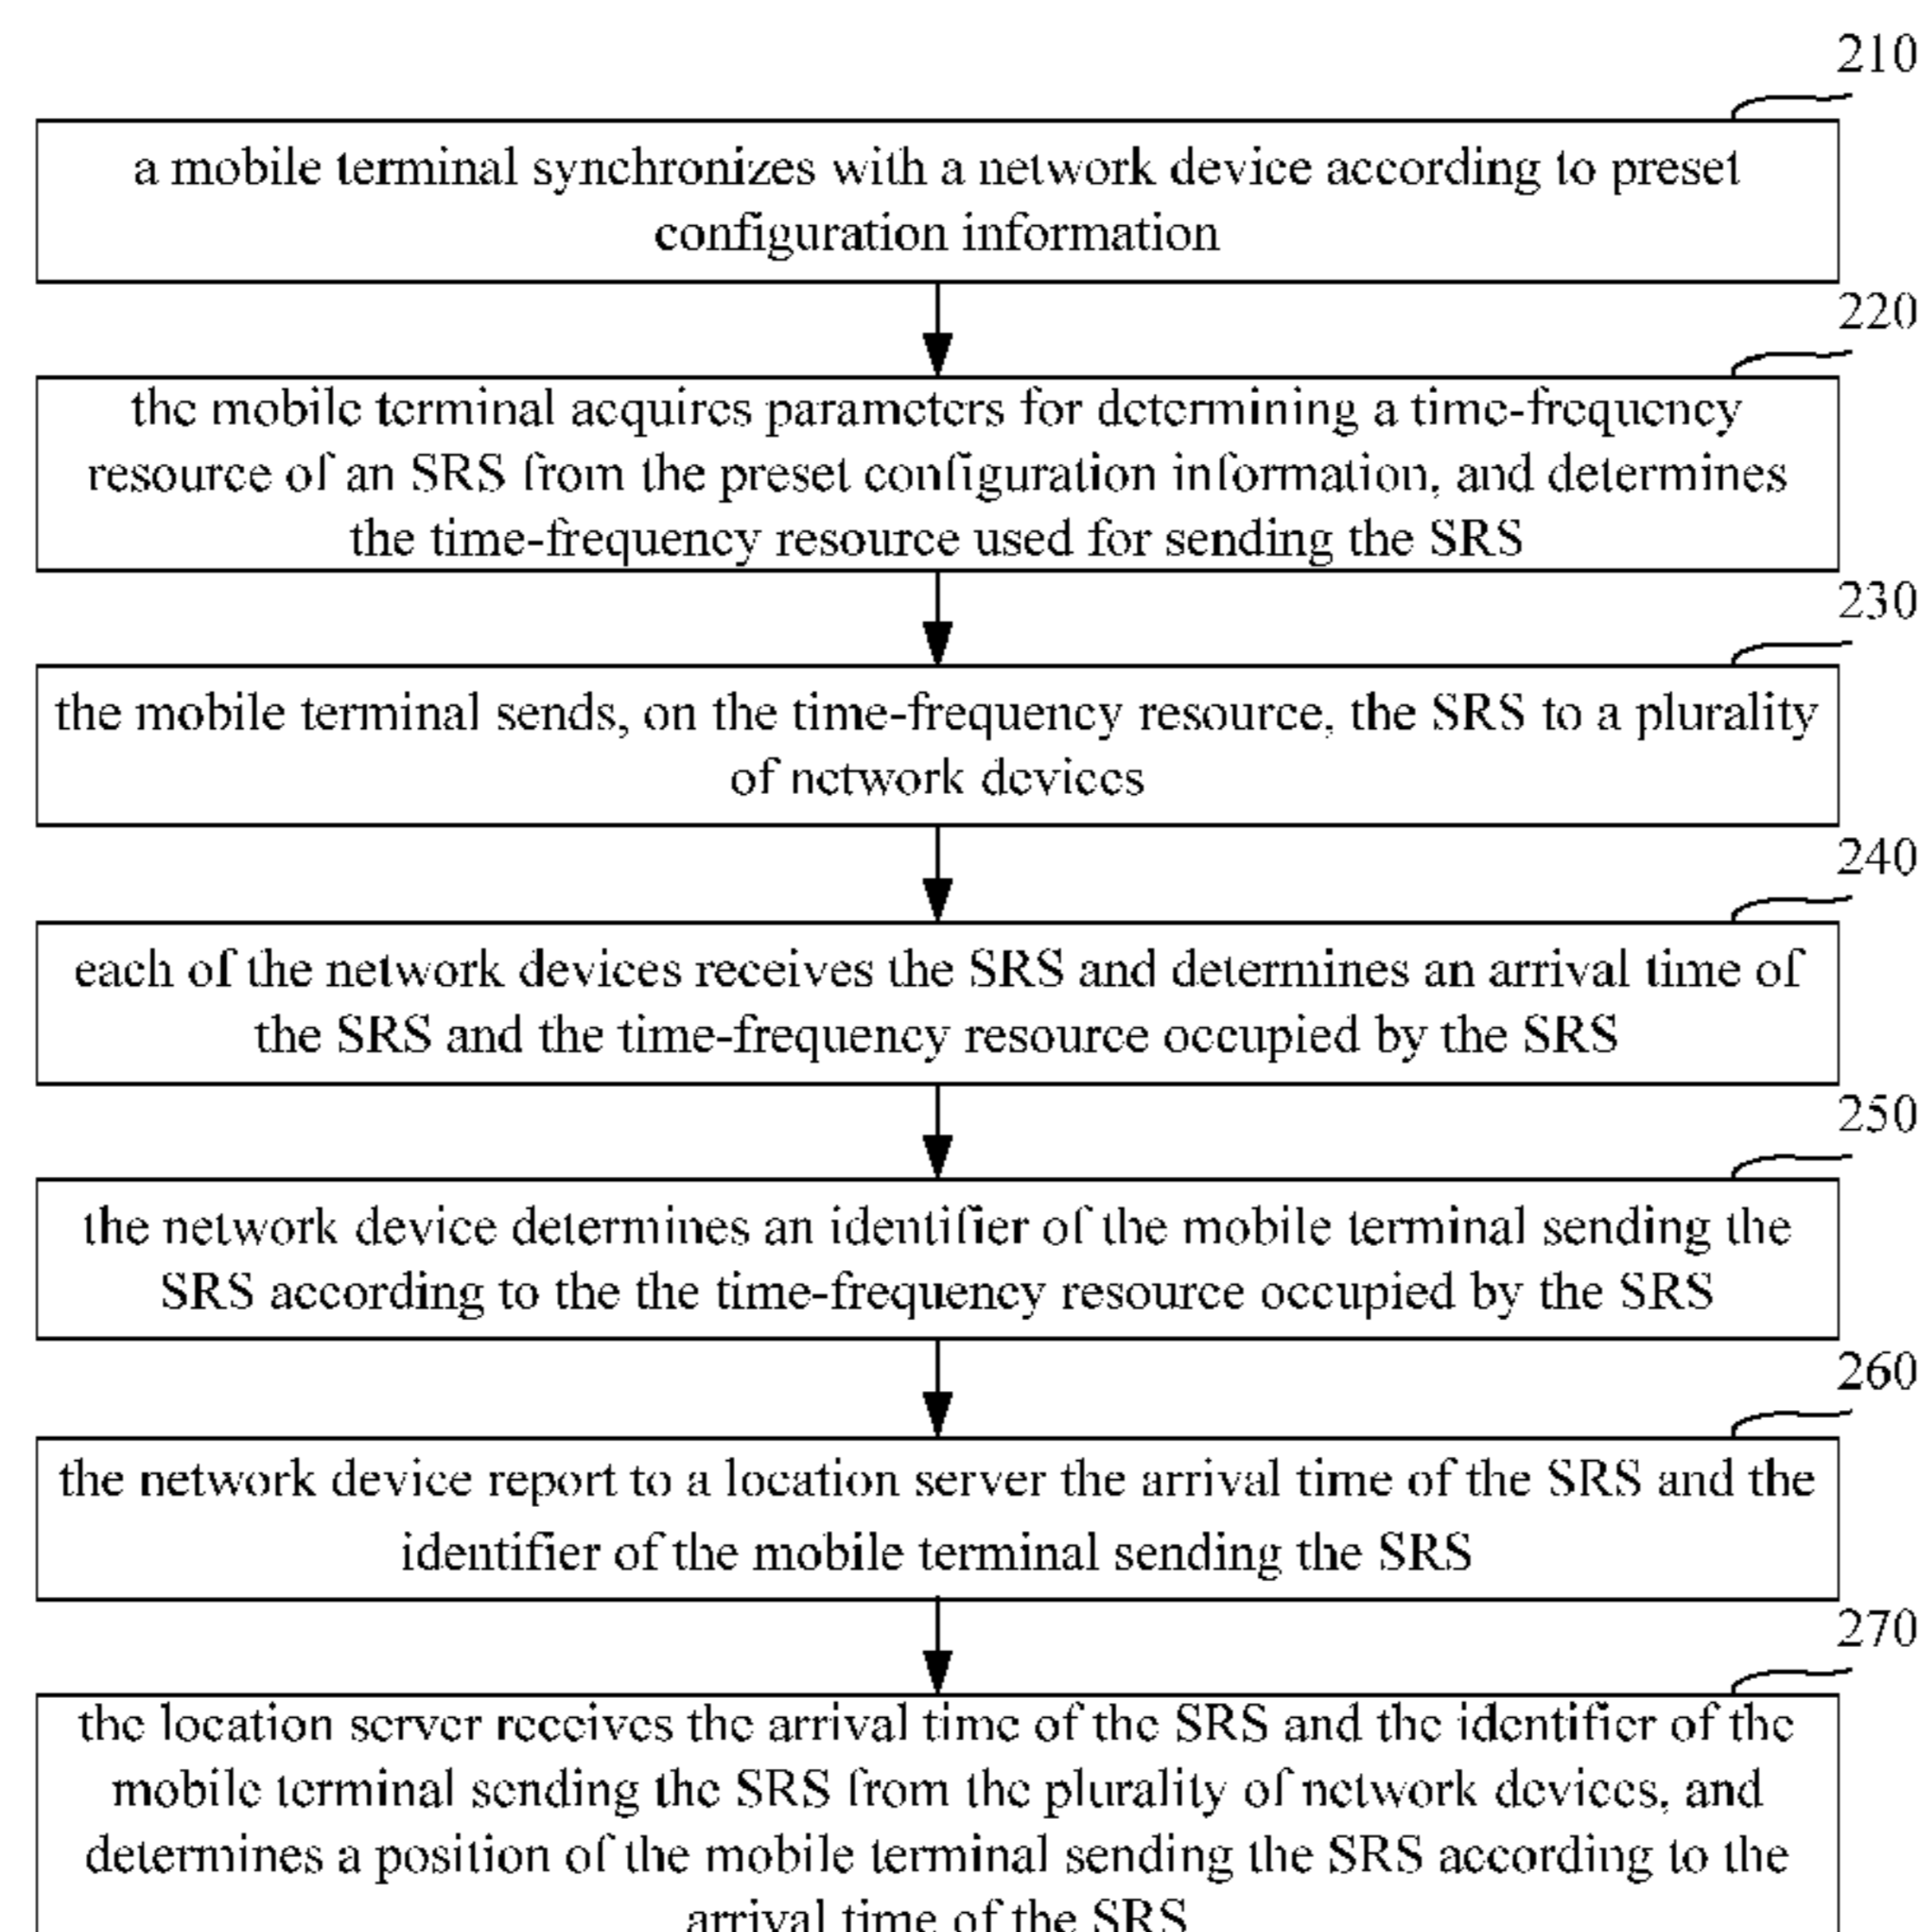 210
a mobile terminal synchronizes with a network device according to preset
configuration information
220
the mobile terminal acquires parameters for determining a time-frequency
resource of an SRS from the preset configuration information, and determines
the time-frequency resource used for sending the SRS
230
the mobile terminal sends, on the time-frequency resource, the SRS to a plurality
of network devices
240
each of the network devices receives the SRS and determines an arrival time of
the SRS and the time-frequency resource occupied by the SRS
250
the network device determines an identifier of the mobile terminal sending the
SRS according to the the time-frequency resource occupied by the SRS
260
the network device report to a location server the arrival time of the SRS and the
identifier of the mobile terminal sending the SRS
270
the location server receives the arrival time of the SRS and the identifier of the
mobile terminal sending the SRS from the plurality of network devices, and
determines a position of the mobile terminal sending the SRS according to the
arrival time of the SRS